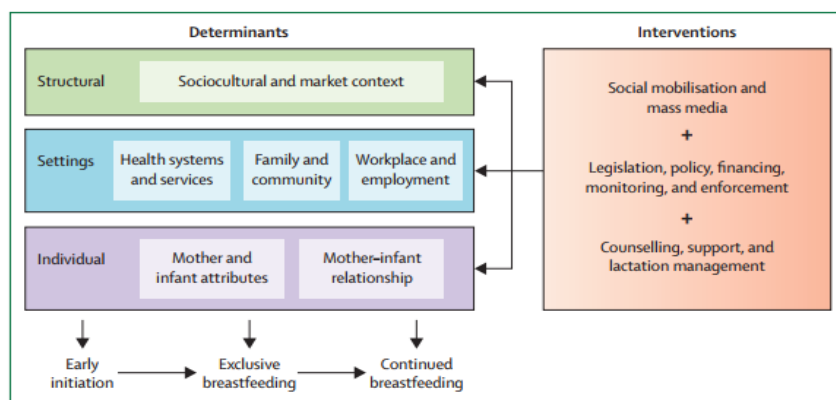 Determinants
Interventions
Structural
Sociocultural and market context
Settings
Health systems
and services
Family and
community
Workplace and
employment
Individual
Mother and
infant attributes
Mother–infant
relationship
Social mobilisation and
mass media
+
Legislation, policy, financing,
monitoring, and enforcement
+
Counselling, support, and
lactation management
Early
initiation
Exclusive
breastfeeding
Continued
breastfeeding